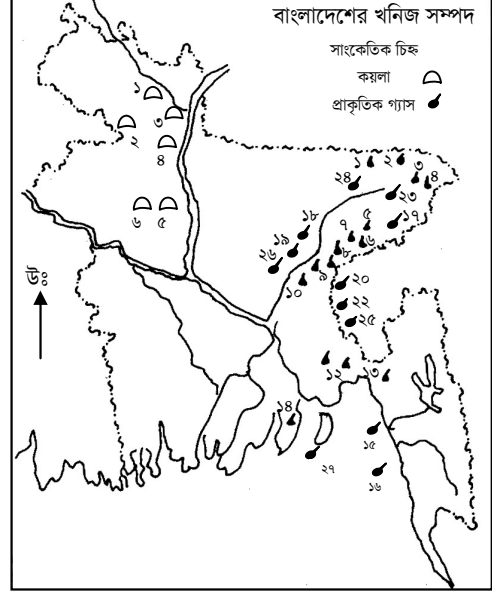 বাংলাদেশের খনিজ সম্পদ
সাংকেতিক চিহ্ন
কয়লা
প্রাকৃতিক গ্যাস
১
৩
২
৪
৬ ৫
১ ২ ৩
২৪ ৪
২৩
১৮ ৫ ১৭
১৯ ৭ ৬
২৬ ৮
৯
১০ ২০
২২
২৫
উঃ
১২ ১৩
১৪
১৫
২৭
১৬